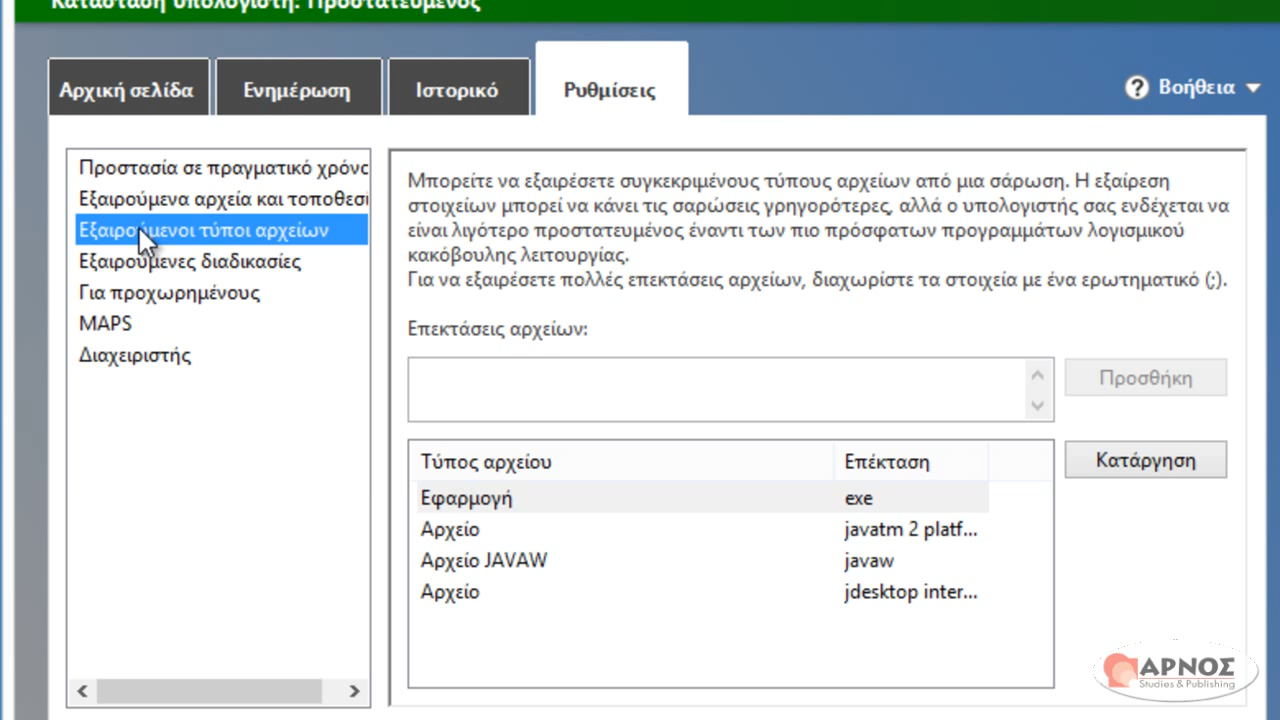 Κατάσταση υπολογιστή: Προστατευμένος
Αρχική σελίδα
Ενημέρωση
Ιστορικό
Ρυθμίσεις
? Βοήθεια
Προστασία σε πραγματικό χρόνο
Εξαιρούμενα αρχεία και τοποθεσί
Εξαιρούμενοι τύποι αρχείων
Εξαιρούμενες διαδικασίες
Για προχωρημένους
MAPS
Διαχειριστής
Μπορείτε να εξαιρέσετε συγκεκριμένους τύπους αρχείων από μια σάρωση. Η εξαίρεση
στοιχείων μπορεί να κάνει τις σαρώσεις γρηγορότερες, αλλά ο υπολογιστής σας ενδέχεται να
είναι λιγότερο προστατευμένος έναντι των πιο πρόσφατων προγραμμάτων λογισμικού
κακόβουλης λειτουργίας.
Για να εξαιρέσετε πολλές επεκτάσεις αρχείων, διαχωρίστε τα στοιχεία με ένα ερωτηματικό (;).
Επεκτάσεις αρχείων:
Προσθήκη
Τύπος αρχείου Επέκταση
Κατάργηση
Εφαρμογή exe
Αρχείο javatm 2 platf...
Αρχείο JAVAW javaw
Αρχείο jdesktop inter...
ΑΡΝΟΣ
Studies & Publishing